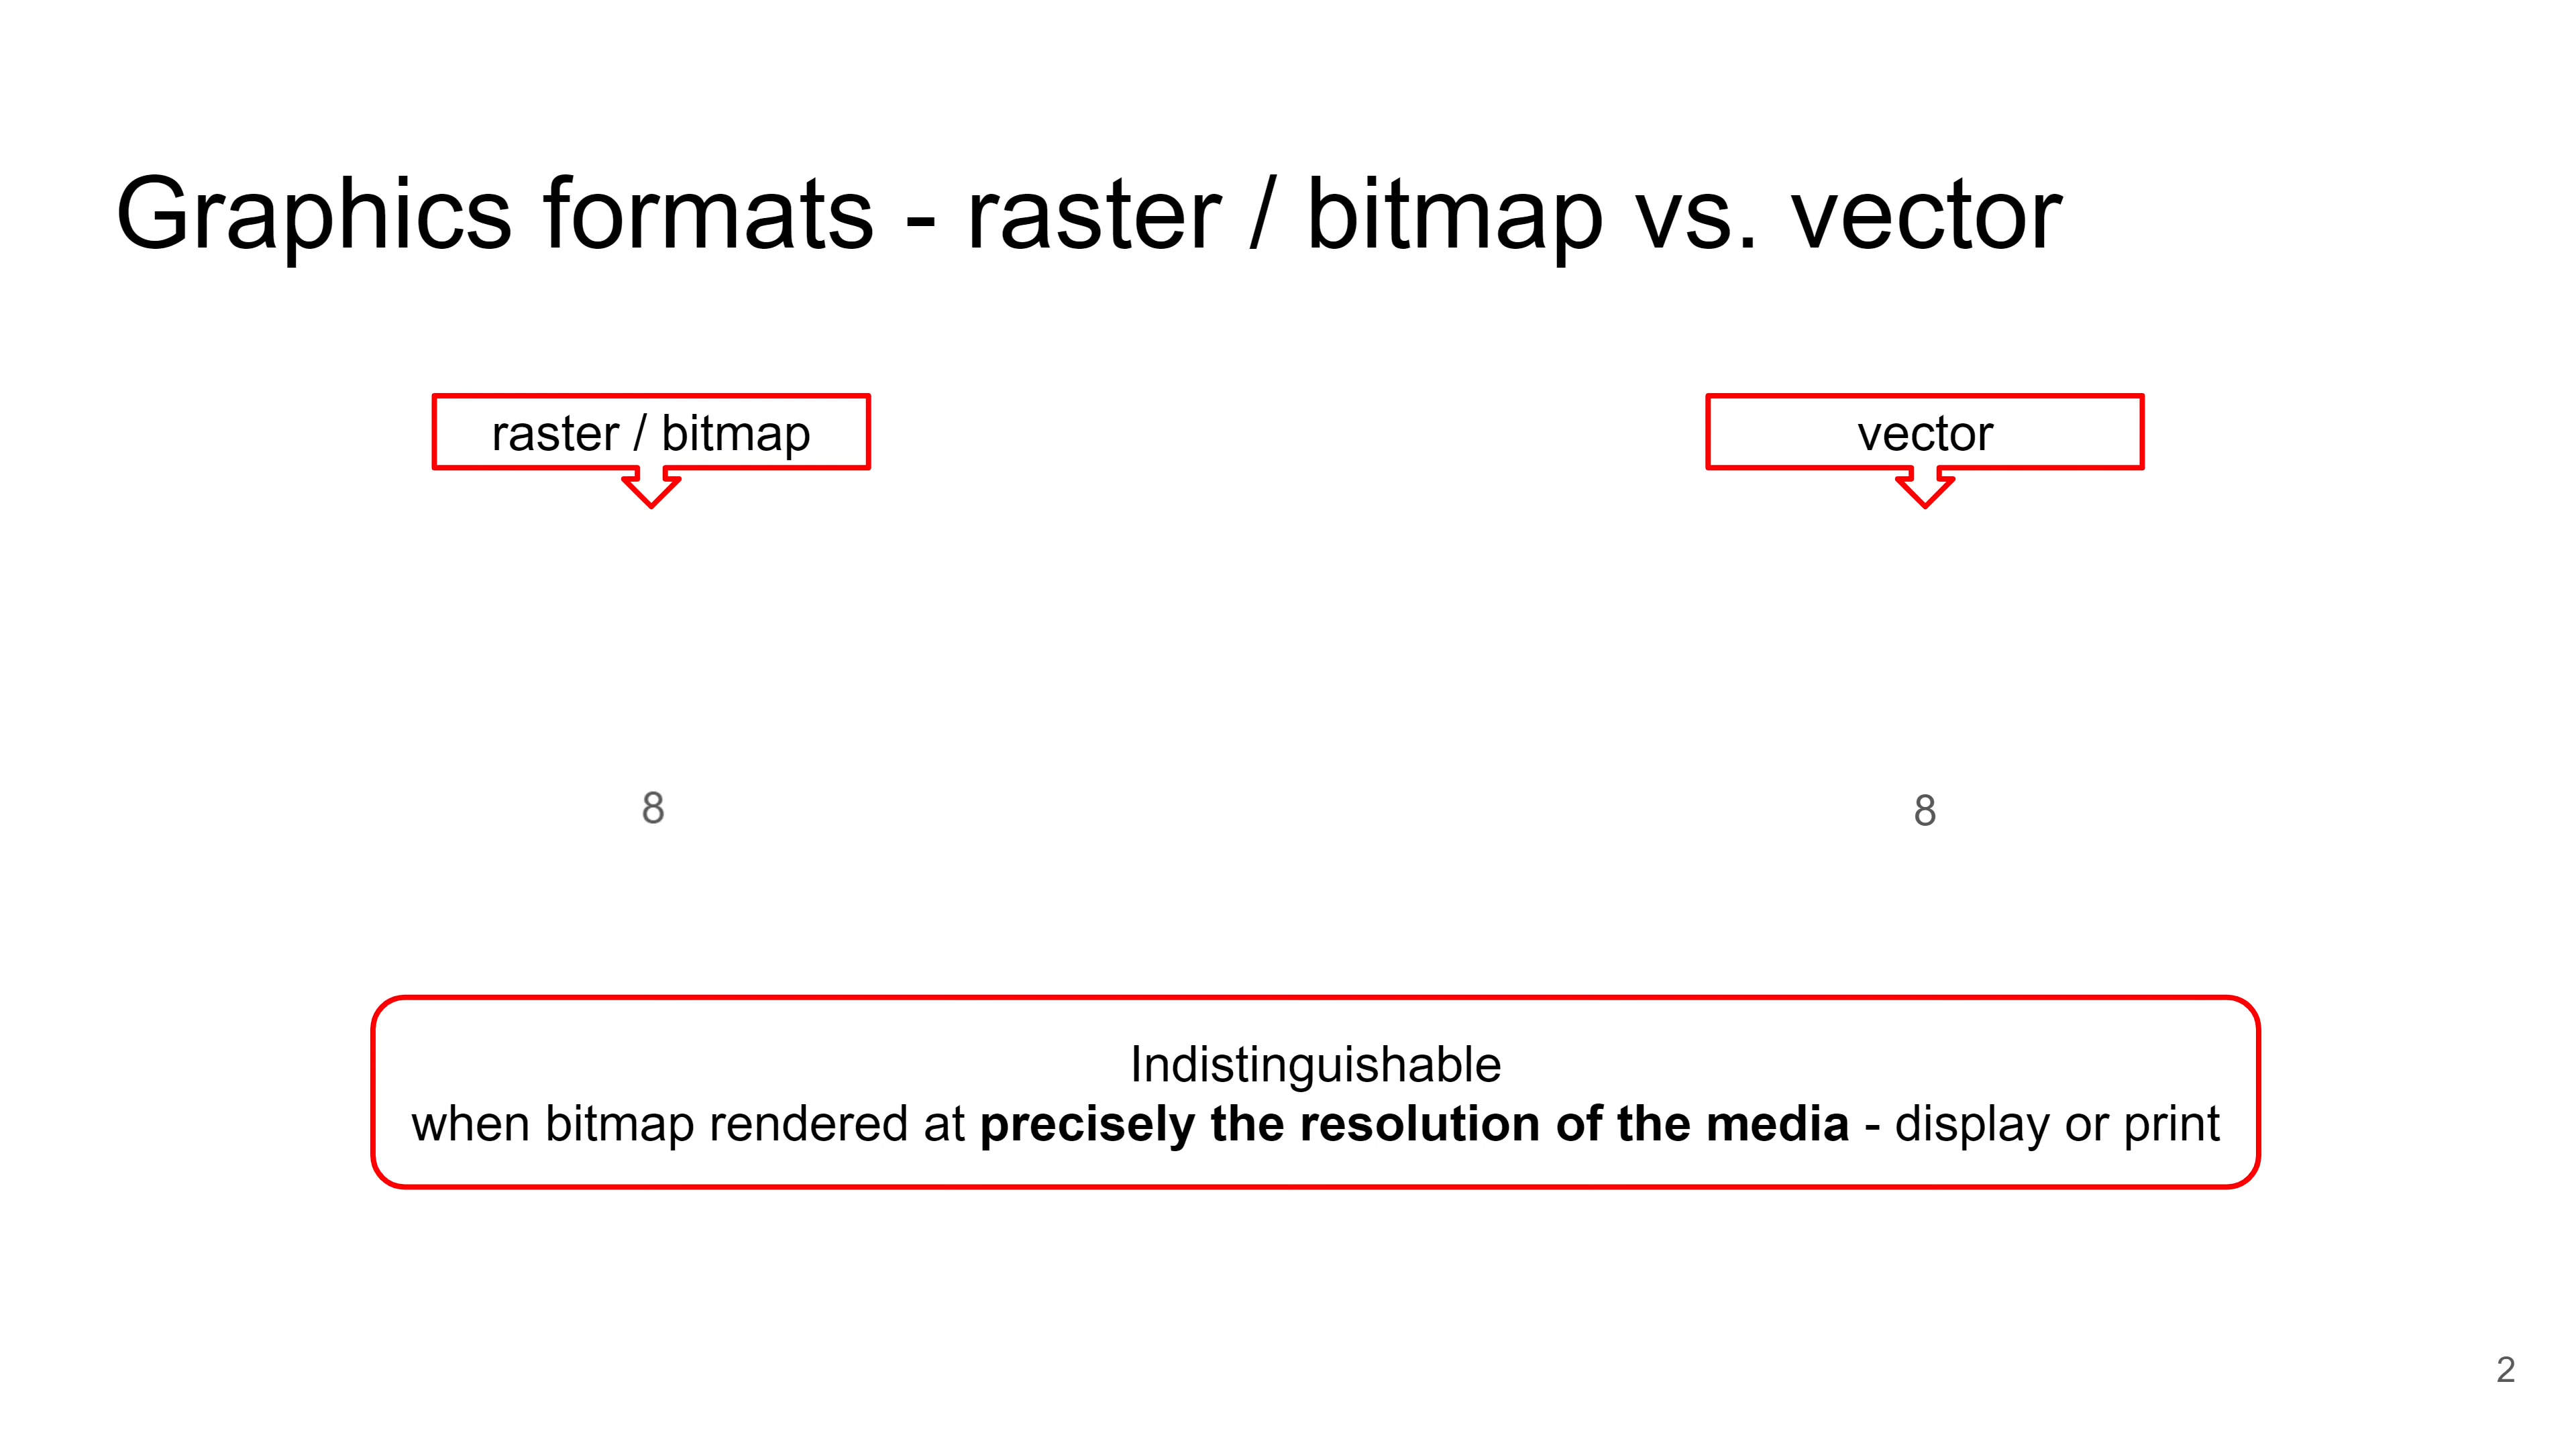 Graphics formats - raster / bitmap vs. vector
raster / bitmap
vector
8
8
Indistinguishable
when bitmap rendered at precisely the resolution of the media - display or print
2